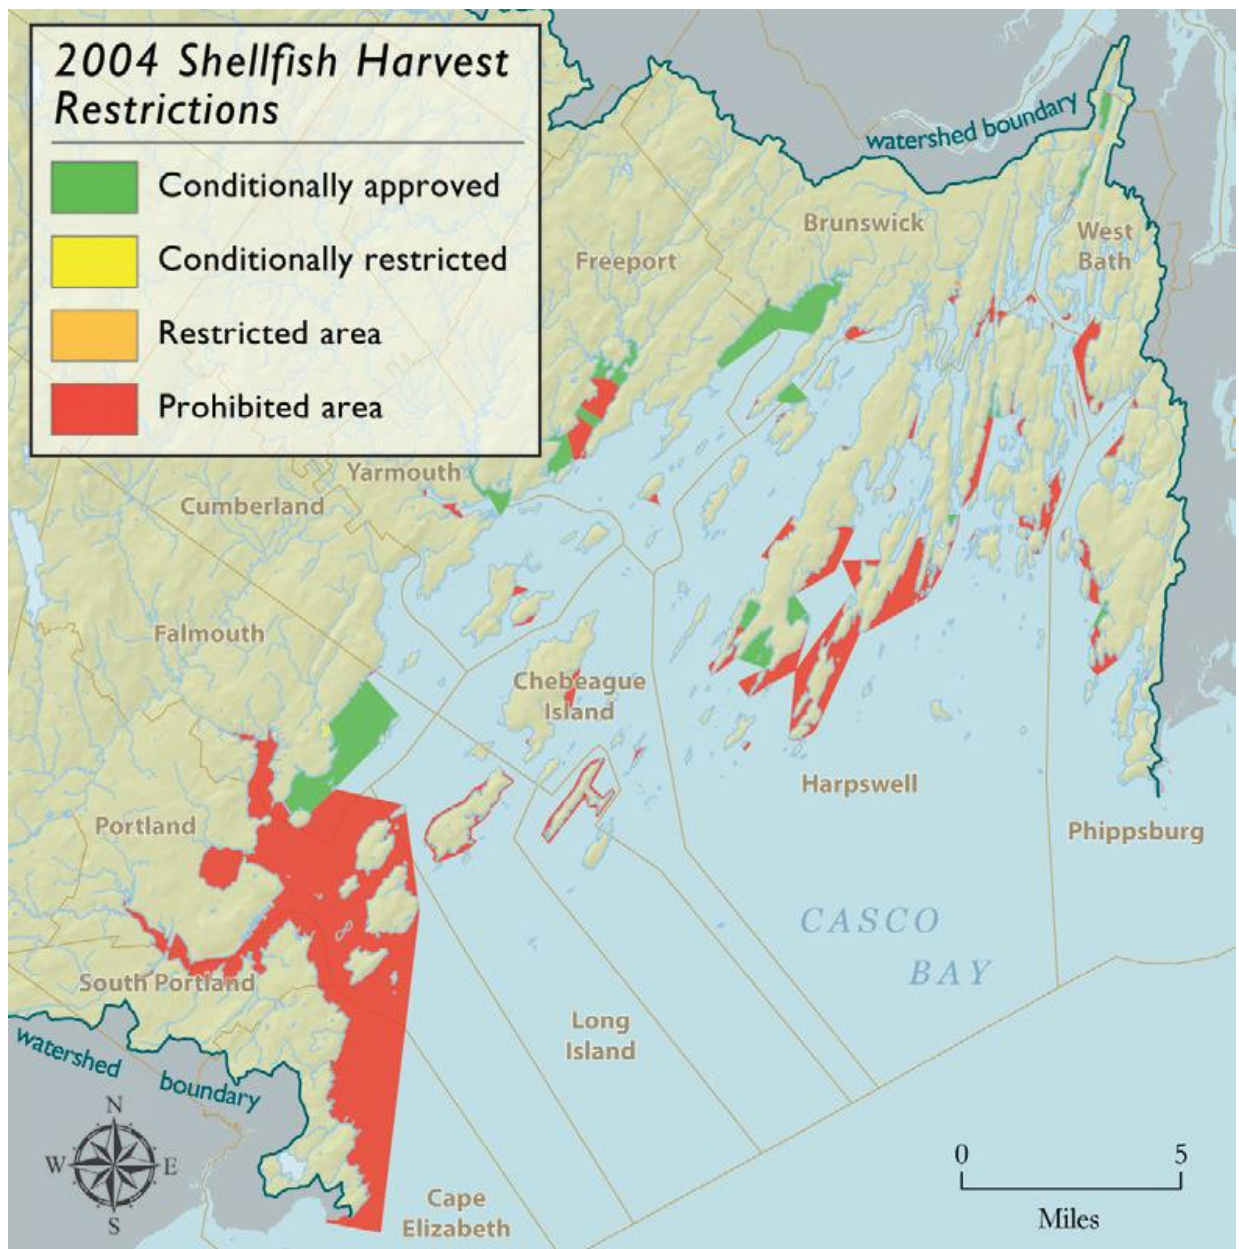 2004 Shellfish Harvest
Restrictions
Conditionally approved
Conditionally restricted
Restricted area
Prohibited area
watershed boundary
Brunswick
West
Bath
Freeport
Yarmouth
Cumberland
Falmouth
Chebeague
Island
Harpswell
Portland
Phippsburg
CASCO
BAY
South Portland
Long
Island
watershed boundary
N
W E
S
Cape
Elizabeth
0 5
Miles